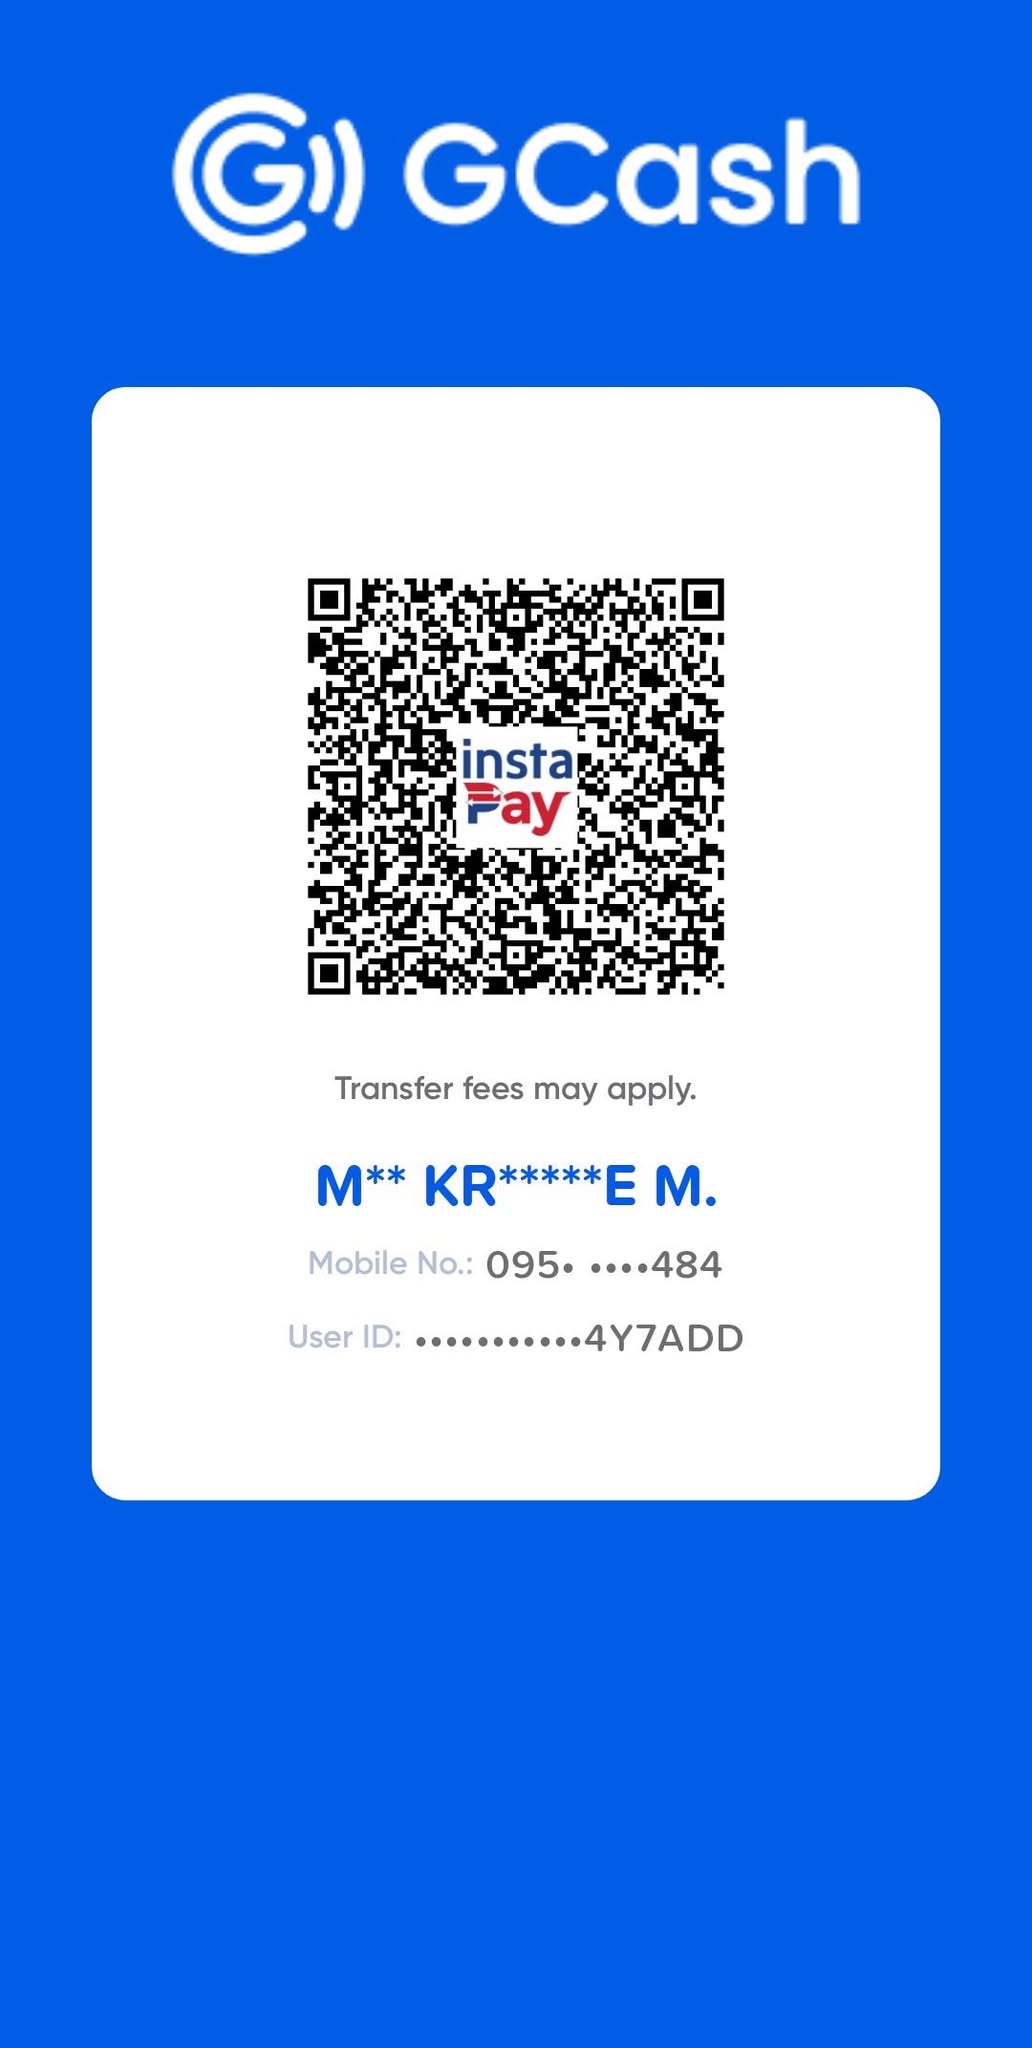 GCash
insta
Pay
Transfer fees may apply.
M** KR*****E M.
Mobile No.: 095• ••••484
User ID: •••••••••••4Y7ADD